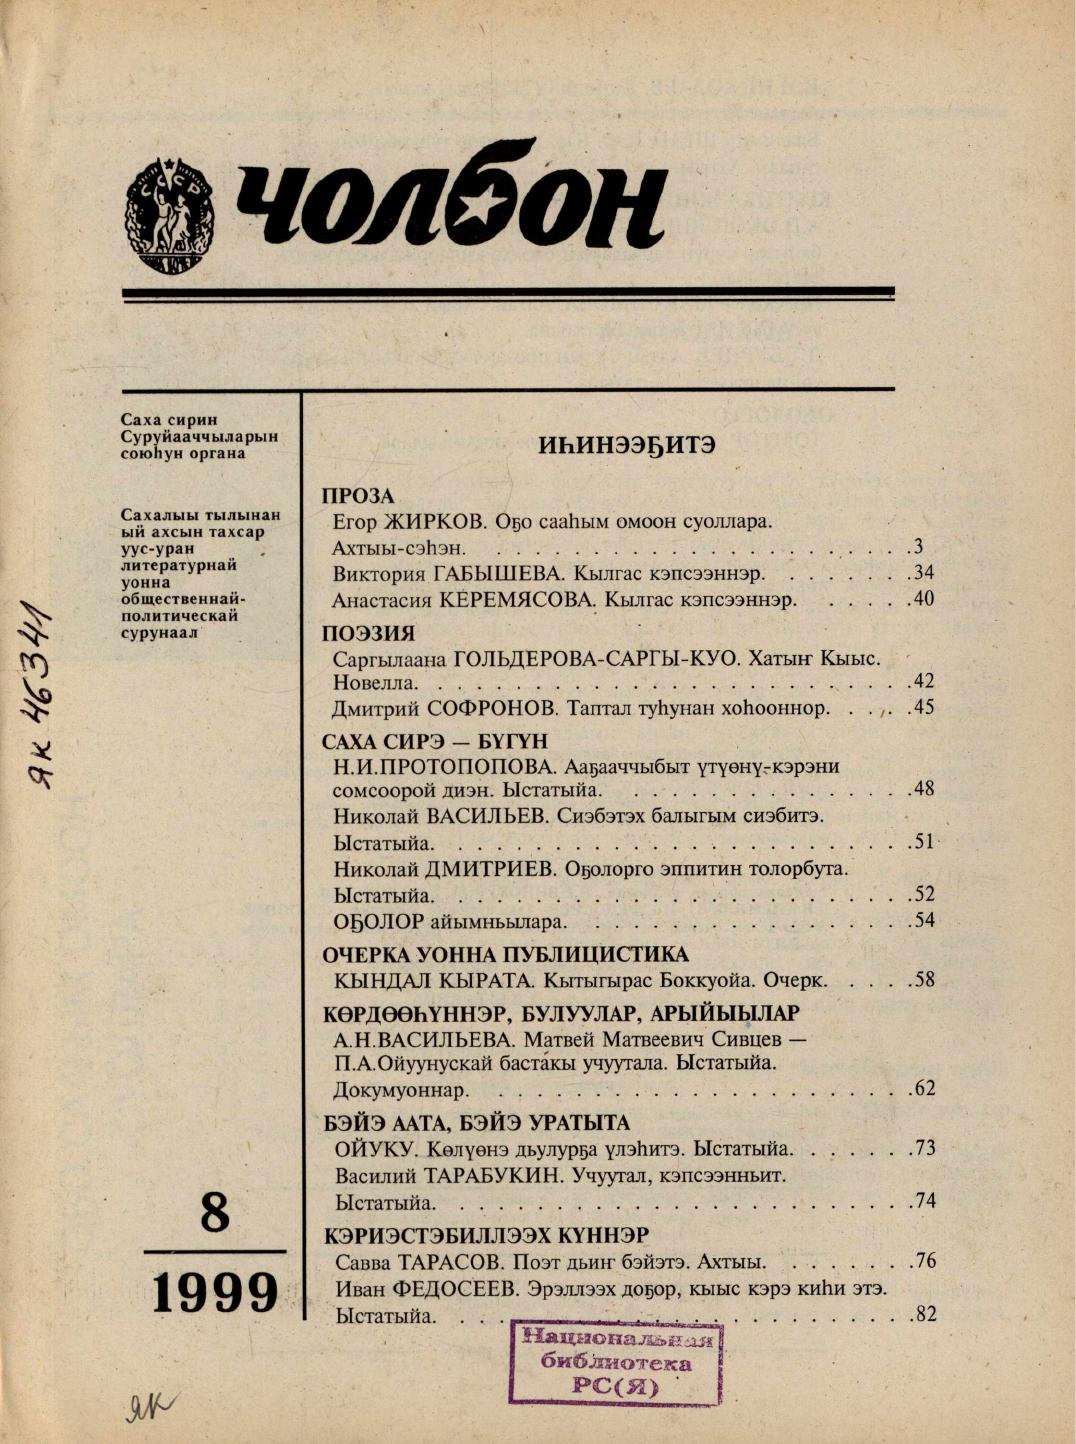 СССР
чолбон
Саха сирин
Суруйааччыларын
союһун органа
Сахалыы тылынан
ый ахсын тахсар
уус-уран
литературнай
уонна
общественнай-
политическай
сурунаал
як 46341
8
1999
як
ИҺИНЭЭҔИТЭ
ПРОЗА
Егор ЖИРКОВ. Оҕо сааһым омоон суоллара.
Ахтыы-сэһэн. . . . . . . . . . . . . . . . . . . . . . .3
Виктория ГАБЫШЕВА. Кылгас кэпсээннэр. . . . . . . .34
Анастасия КЕРЕМЯСОВА. Кылгас кэпсээннэр. . . . . .40
ПОЭЗИЯ
Саргылаана ГОЛЬДЕРОВА-САРГЫ-КУО. Хатыҥ Кыыс.
Новелла. . . . . . . . . . . . . . . . . . . . . . . . .42
Дмитрий СОФРОНОВ. Таптал туһунан хоһооннор. . . . .45
САХА СИРЭ — БҮГҮН
Н.И.ПРОТОПОПОВА. Ааҕааччыбыт үтүөнү-кэрэни
сомсоорой диэн. Ыстатыйа. . . . . . . . . . . . . . .48
Николай ВАСИЛЬЕВ. Сиэбэтэх балыгым сиэбитэ.
Ыстатыйа. . . . . . . . . . . . . . . . . . . . . . . .51
Николай ДМИТРИЕВ. Оҕолорго эппитин толорбута.
Ыстатыйа. . . . . . . . . . . . . . . . . . . . . . . .52
ОҔОЛОР айымньылара. . . . . . . . . . . . . . . . . .54
ОЧЕРКА УОННА ПУБЛИЦИСТИКА
КЫНДАЛ КЫРАТА. Кытыгырас Боккуойа. Очерк. . . . .58
КӨРДӨӨҺҮННЭР, БУЛУУЛАР, АРЫЙЫЫЛАР
А.Н.ВАСИЛЬЕВА. Матвей Матвеевич Сивцев —
П.А.Ойуунускай бастакы учуутала. Ыстатыйа.
Докумуоннар. . . . . . . . . . . . . . . . . . . . . .62
БЭЙЭ ААТА, БЭЙЭ УРАТЫТА
ОЙУКУ. Көлүөнэ дьулурҕа үлэһитэ. Ыстатыйа. . . . . . .73
Василий ТАРАБУКИН. Учуутал, кэпсээнньит.
Ыстатыйа. . . . . . . . . . . . . . . . . . . . . . . .74
КЭРИЭСТЭБИЛЛЭЭХ КҮННЭР
Савва ТАРАСОВ. Поэт дьиҥ бэйэтэ. Ахтыы. . . . . . . .76
Иван ФЕДОСЕЕВ. Эрэллээх доҕор, кыыс кэрэ киһи этэ.
Ыстатыйа. . . . . . . . . . . . . . . . . . . . . . . .82
Национальная
библиотека
РС(Я)